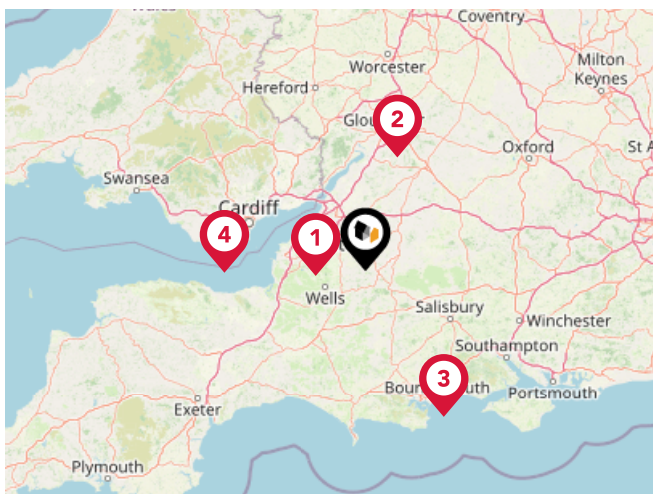 Wales
Coventry
Worcester
Milton
Keynes
Hereford
2
Oxford
St A
Swansea
Cardiff
4
1
Wells
Salisbury
Winchester
Southampton
3
Portsmouth
Exeter
Plymouth